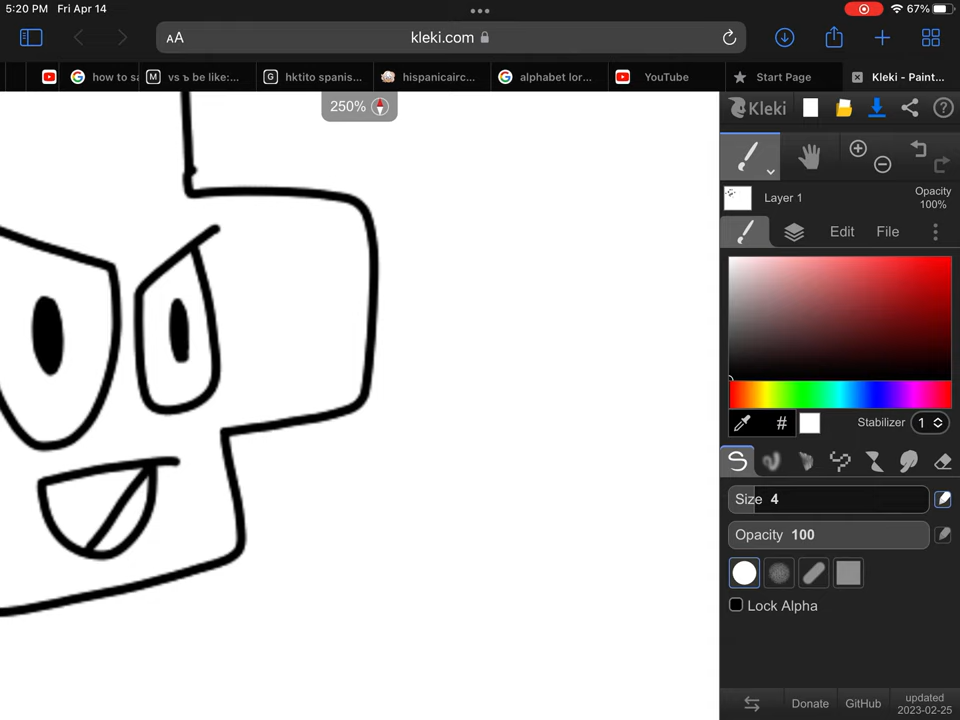 5:20 PM Fri Apr 14
67%
AA
kleki.com
how to sa
vs ъ be like:...
hktito spanis...
hispanicairc...
alphabet lor...
YouTube
Start Page
Kleki - Paint...
250%
Kleki
Layer 1
Opacity
100%
Edit
File
#
Stabilizer
1
Size 4
Opacity 100
Lock Alpha
Donate
GitHub
updated
2023-02-25